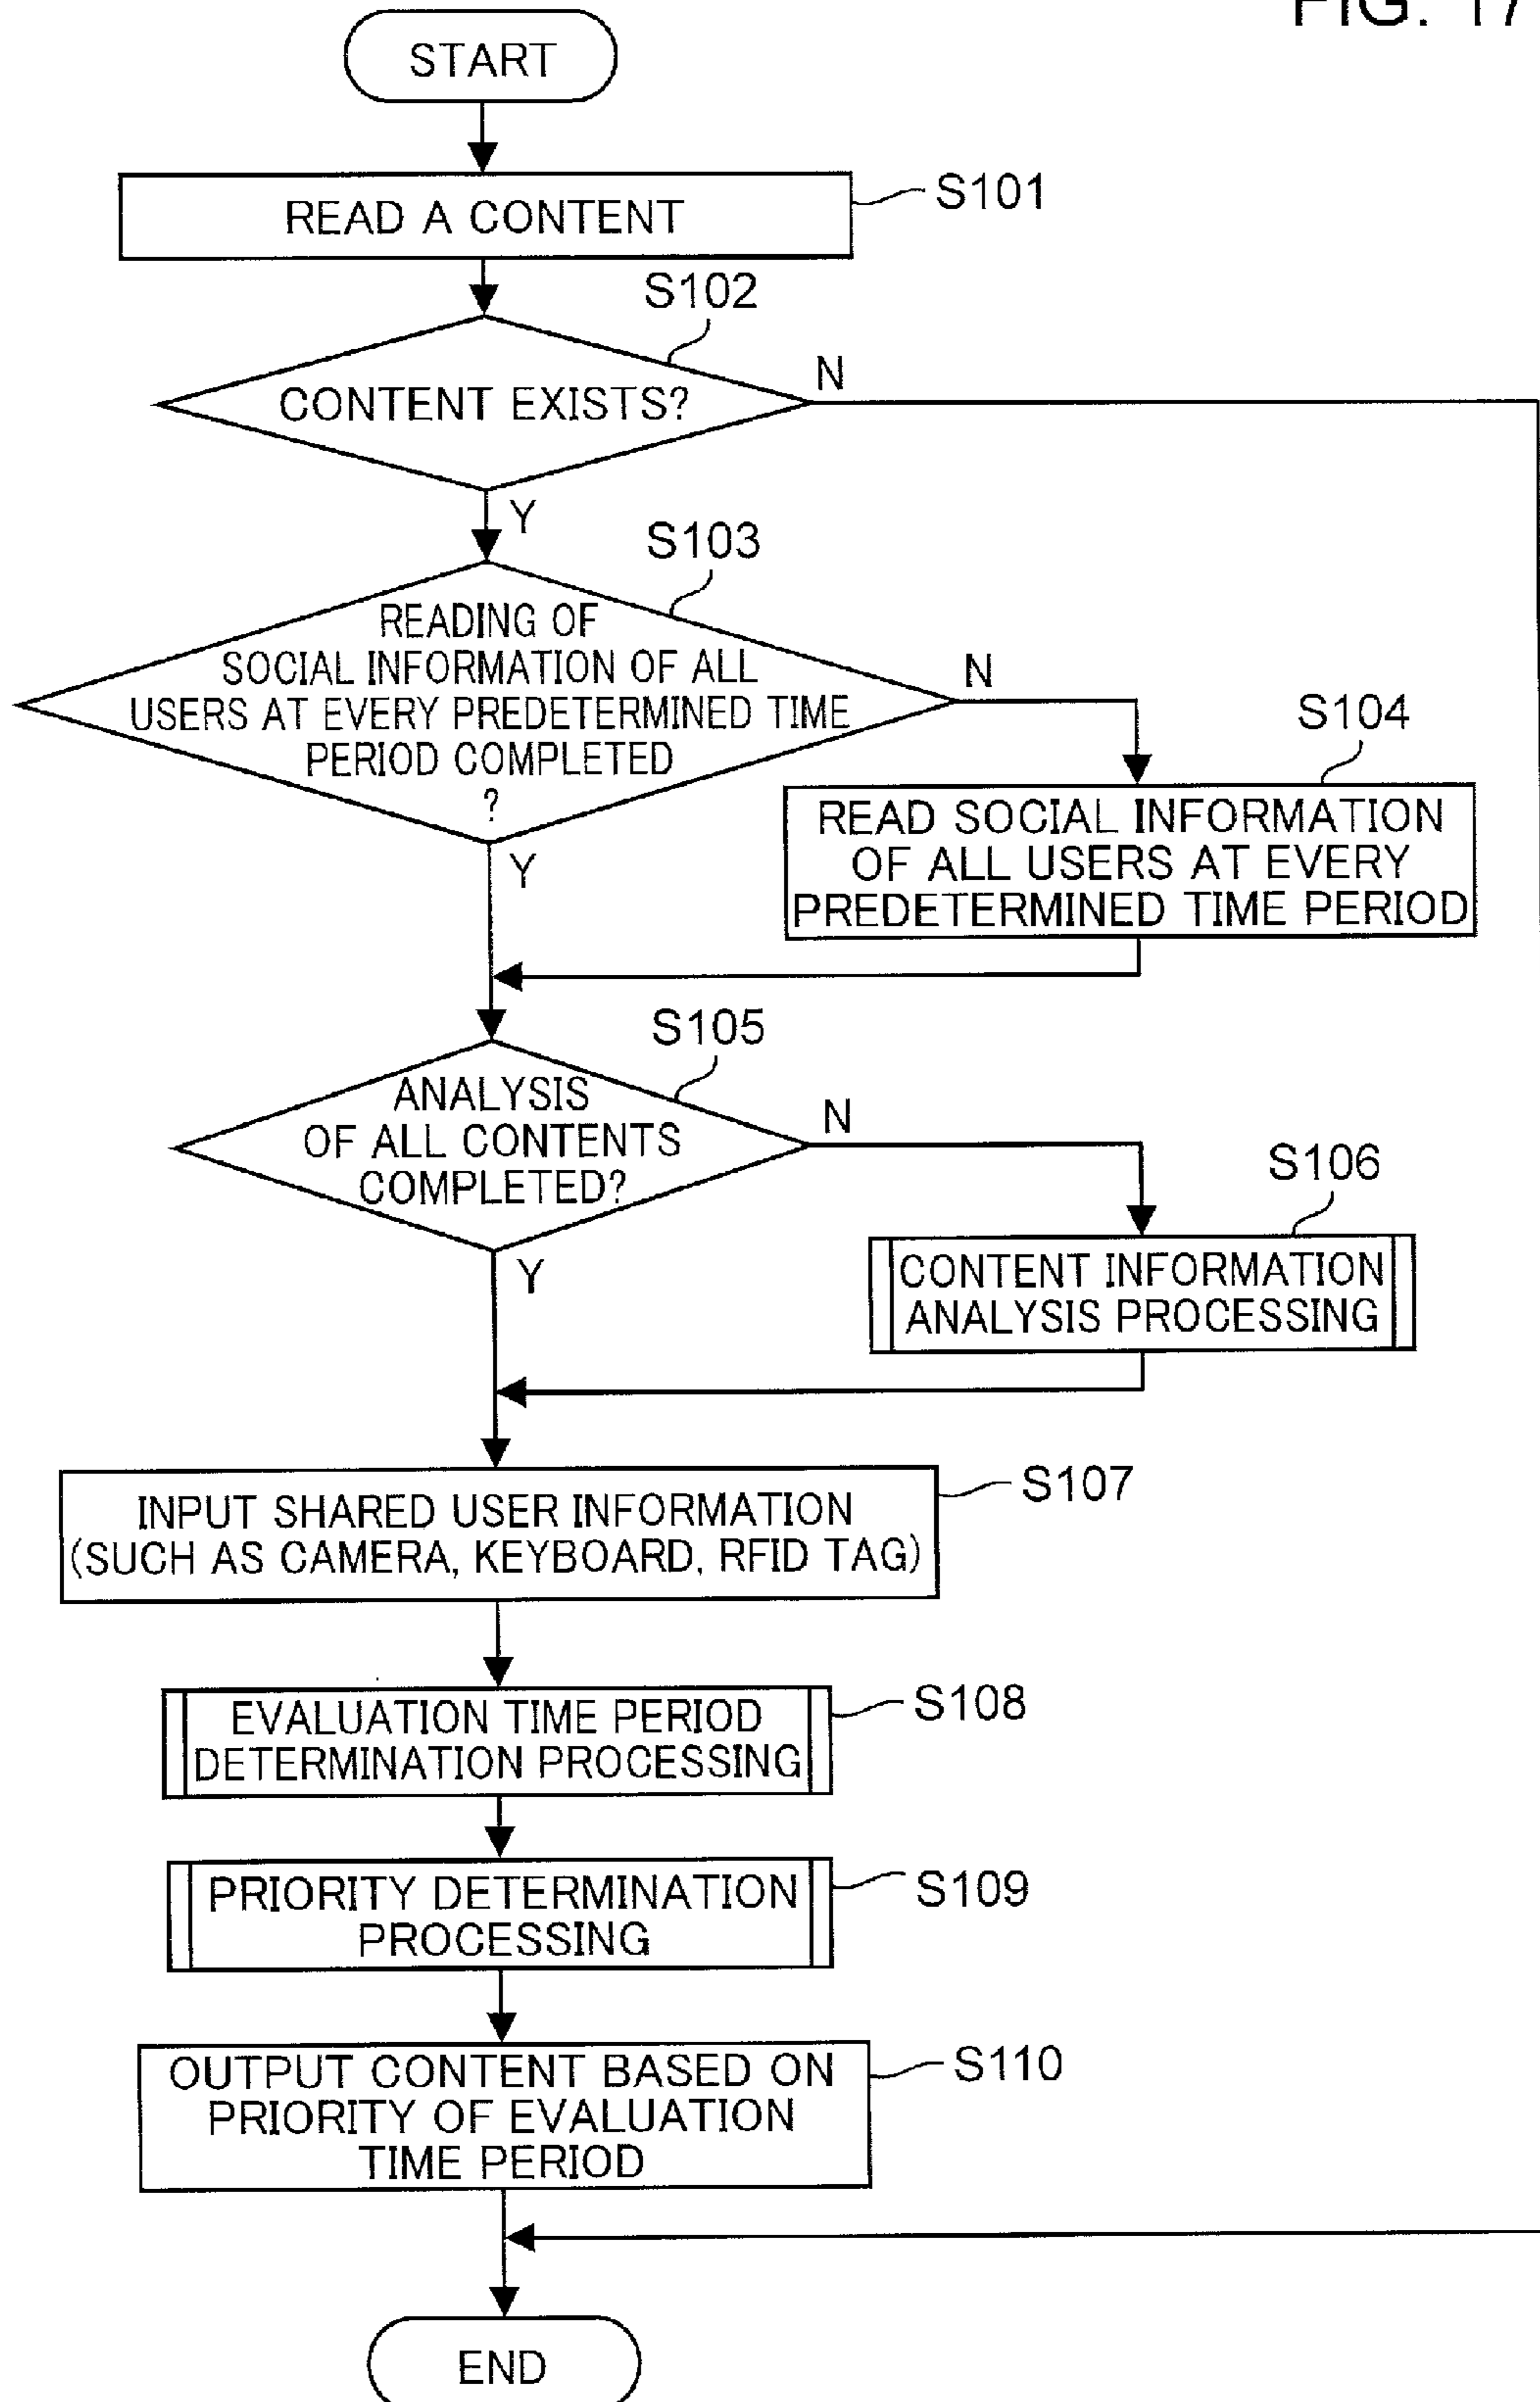 FIG. 17
START
READ A CONTENT
S101
S102
CONTENT EXISTS?
N
Y
S103
READING OF
SOCIAL INFORMATION OF ALL
USERS AT EVERY PREDETERMINED TIME
PERIOD COMPLETED
?
N
Y
S104
READ SOCIAL INFORMATION
OF ALL USERS AT EVERY
PREDETERMINED TIME PERIOD
S105
ANALYSIS
OF ALL CONTENTS
COMPLETED?
N
Y
S106
CONTENT INFORMATION
ANALYSIS PROCESSING
INPUT SHARED USER INFORMATION
(SUCH AS CAMERA, KEYBOARD, RFID TAG)
S107
EVALUATION TIME PERIOD
DETERMINATION PROCESSING
S108
PRIORITY DETERMINATION
PROCESSING
S109
OUTPUT CONTENT BASED ON
PRIORITY OF EVALUATION
TIME PERIOD
S110
END